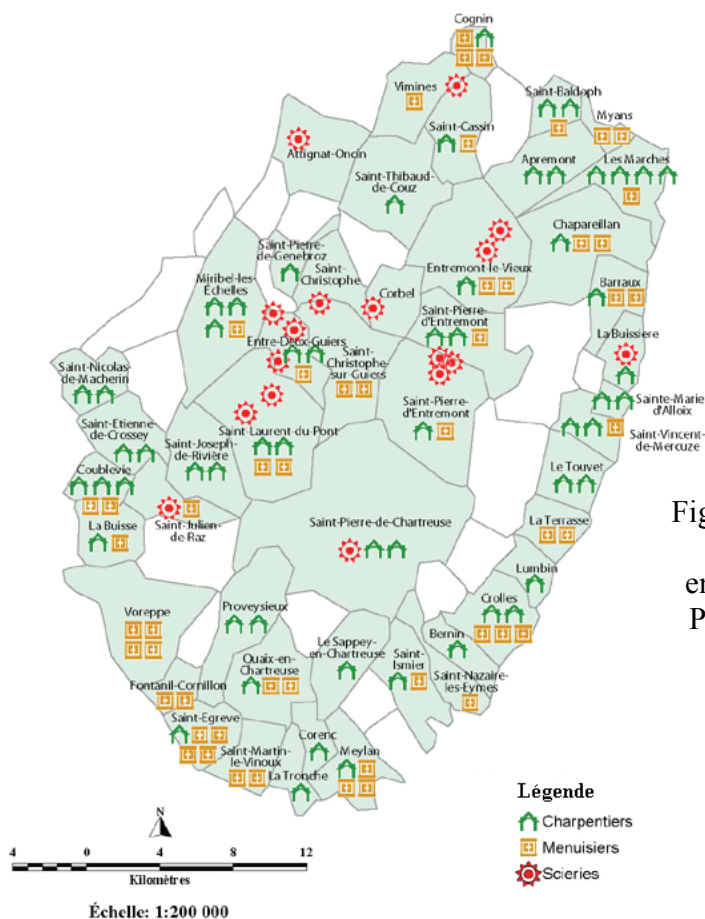 Cognin
Vimines
Saint-Baldoph
Myans
Saint-Cassin
Attignat-Oncin
Apremont
Les Marches
Saint-Thibaud-
de-Couz
Chapareillan
Saint-Pierre-
de-Genebroz
Saint-
Christophe
Miribel-les-
Échelles
Corbel
Entremont-le-Vieux
Barraux
Saint-Pierre-
d'Entremont
La Buissiere
Entre-Deux-Guiers
Saint-
Christophe-
sur-Guiers
Saint-Nicolas-
de-Macherin
Saint-Pierre-
d'Entremont
Sainte-Marie
d'Alloix
Saint-Etienne-
de-Crossey
Saint-Laurent-du-Pont
Saint-Vincent-
de-Mercuze
Saint-Joseph-
de-Rivière
Coublevie
Le Touvet
La Buisse
Saint-Julien-
de-Raz
Saint-Pierre-de-Chartreuse
La Terrasse
Fig
Lumbin
en
Voreppe
Proveysieux
Crolles
P
Le Sappey-
en-Chartreuse
Bernin
Quaix-en-
Chartreuse
Saint-
Ismier
Saint-Nazaire-
les-Eymes
Fontanil-Cornillon
Saint-Egreve
Corenc
Saint-Martin-
le-Vinoux
Meylan
La Tronche
Légende
Charpentiers
Menuisiers
Scieries
N
4 0 4 8 12
Kilomètres
Échelle: 1:200 000